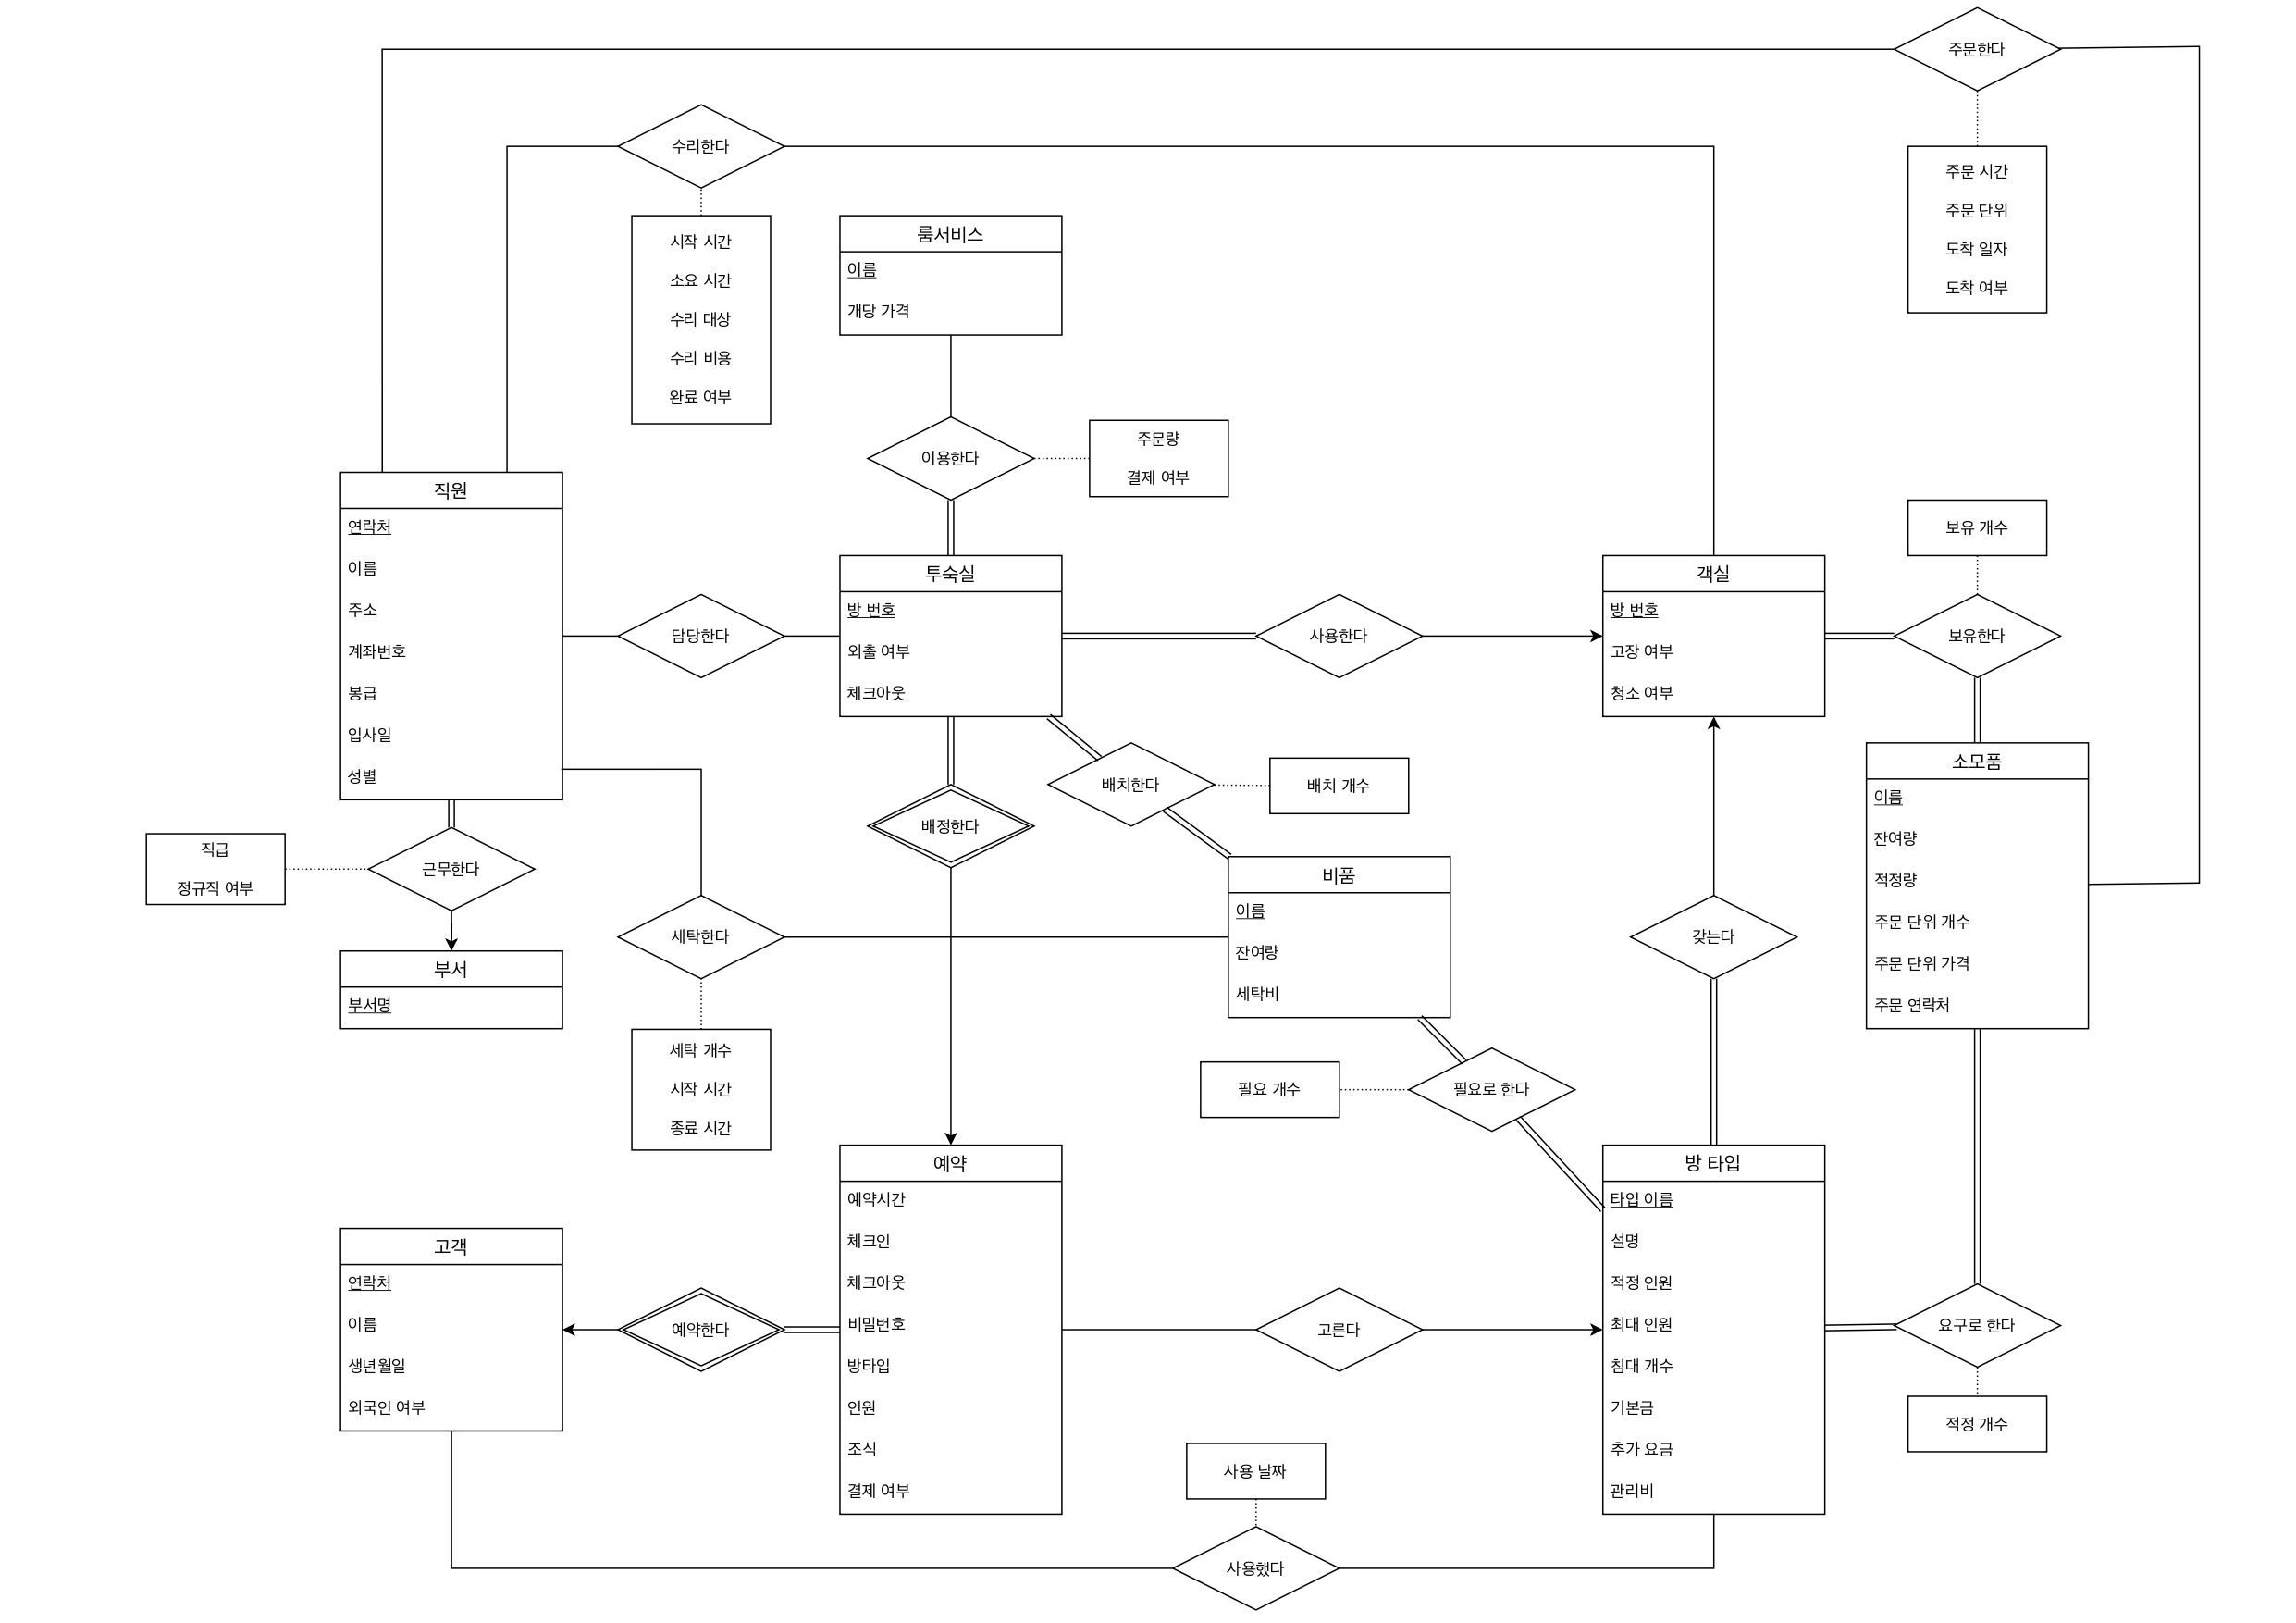 주문한다
주문 시간
주문 단위
도착 일자
도착 여부
수리한다
시작 시간
소요 시간
수리 대상
수리 비용
완료 여부
룸서비스
이름
개당 가격
이용한다
주문량
결제 여부
직원
연락처
이름
주소
계좌번호
봉급
입사일
성별
담당한다
투숙실
방 번호
외출 여부
체크아웃
사용한다
객실
방 번호
고장 여부
청소 여부
보유 개수
보유한다
소모품
이름
잔여량
적정량
주문 단위 개수
주문 단위 가격
주문 연락처
배치한다
배치 개수
배정한다
직급
정규직 여부
근무한다
부서
부서명
세탁한다
세탁 개수
시작 시간
종료 시간
비품
이름
잔여량
세탁비
갖는다
필요 개수
필요로 한다
예약
예약시간
체크인
체크아웃
비밀번호
방타입
인원
조식
결제 여부
방 타입
타입 이름
설명
적정 인원
최대 인원
침대 개수
기본금
추가 요금
관리비
고객
연락처
이름
생년월일
외국인 여부
예약한다
고른다
요구로 한다
적정 개수
사용 날짜
사용했다